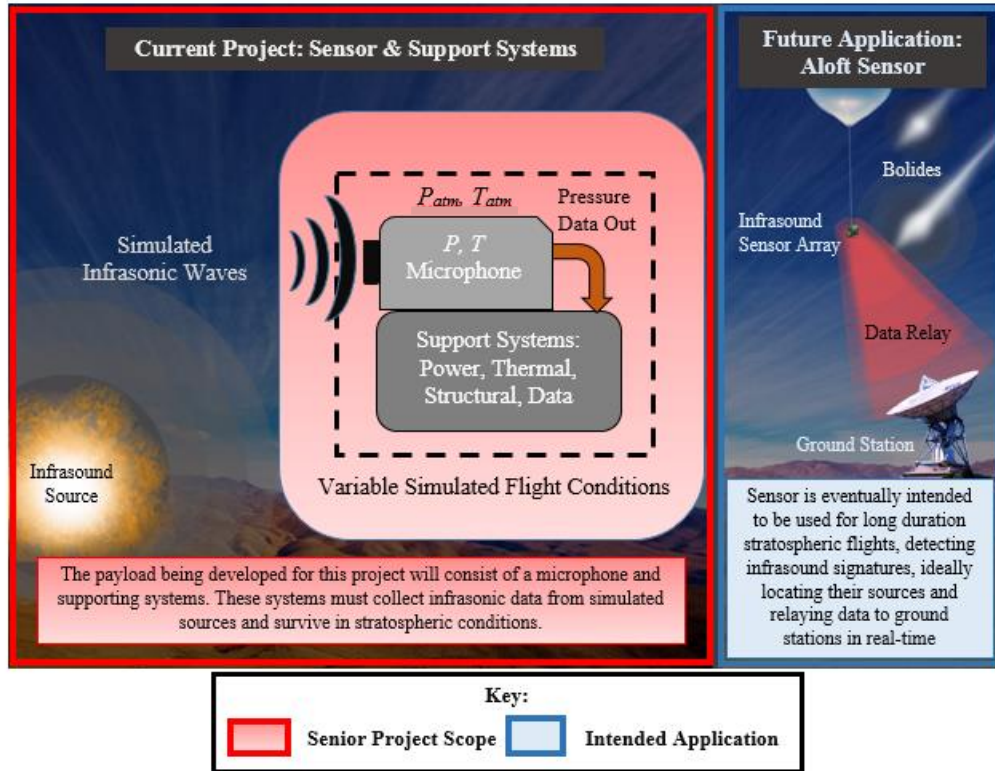 Current Project: Sensor & Support Systems
Simulated
Infrasonic Waves
Patm, Tatm
Pressure
Data Out
P, T
Microphone
Support Systems:
Power, Thermal,
Structural, Data
Variable Simulated Flight Conditions
Infrasound
Source
The payload being developed for this project will consist of a microphone and
supporting systems. These systems must collect infrasonic data from simulated
sources and survive in stratospheric conditions.
Future Application:
Aloft Sensor
Bolides
Infrasound
Sensor Array
Data Relay
Ground Station
Sensor is eventually intended
to be used for long duration
stratospheric flights, detecting
infrasound signatures, ideally
locating their sources and
relaying data to ground
stations in real-time
Key:
Senior Project Scope
Intended Application